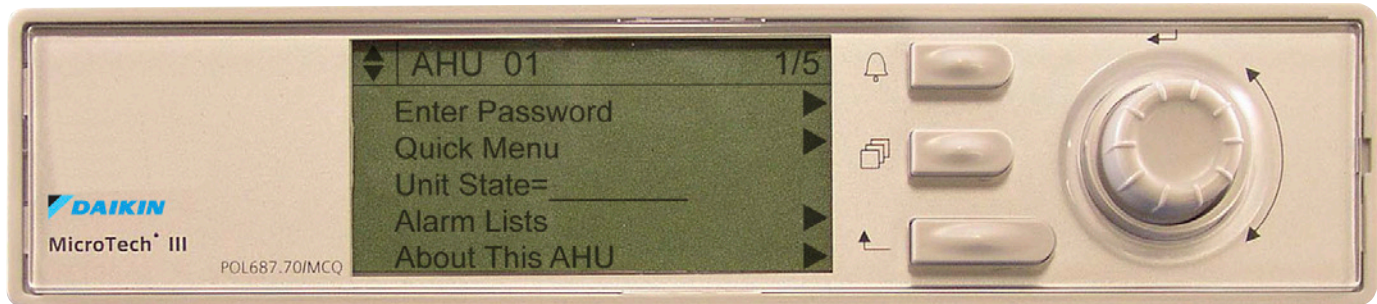 AHU 01 1/5
Enter Password
Quick Menu
Unit State=________
Alarm Lists
About This AHU
DAIKIN
MicroTech III
POL687.70/MCQ